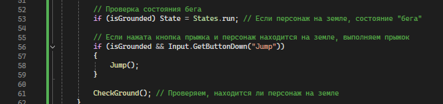 51
52 // Проверка состояния бега
53 if (isGrounded) State = States.run; // Если персонаж на земле, состояние "бега"
54
55 // Если нажата кнопка прыжка и персонаж находится на земле, выполняем прыжок
56 if (isGrounded && Input.GetButtonDown("Jump"))
57 {
58 Jump();
59 }
60
61 CheckGround(); // Проверяем, находится ли персонаж на земле
62 }